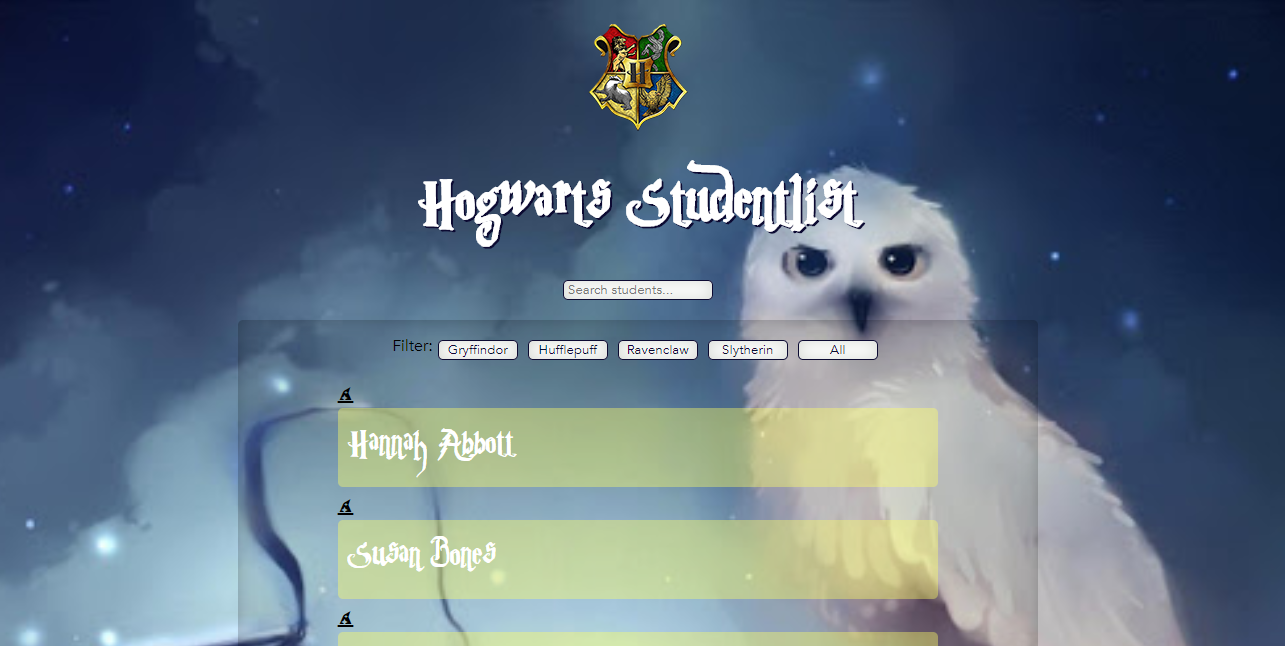 H
Hogwarts Studentlist
Search students...
Filter: Gryffindor Hufflepuff Ravenclaw Slytherin All
A
Hannah Abbott
A
Susan Bones
A